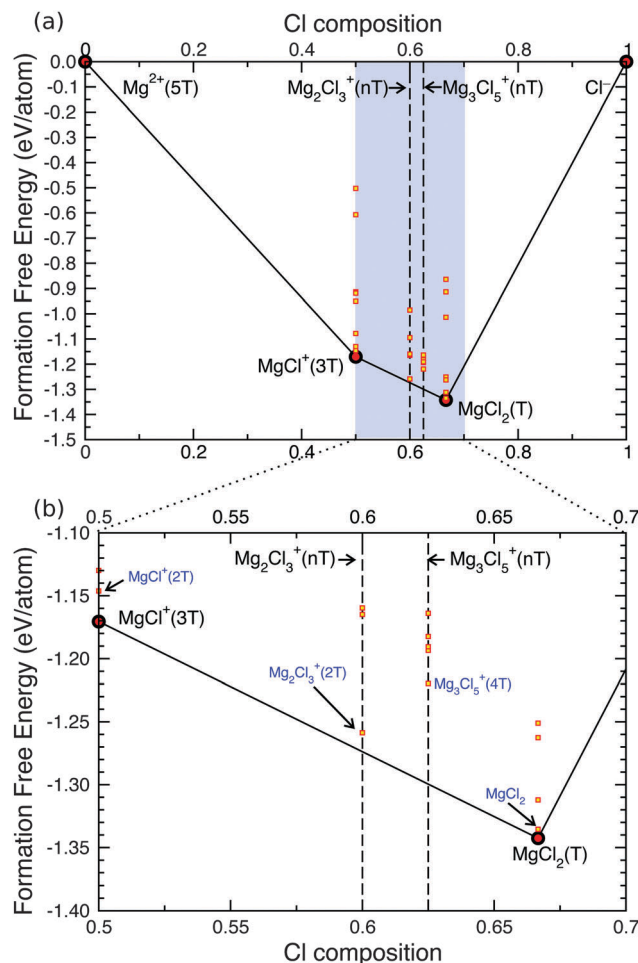 (a)
Cl composition
0 0.2 0.4 0.6 0.8 1
0.0
-0.1
-0.2
-0.3
-0.4
-0.5
-0.6
-0.7
-0.8
-0.9
-1.0
-1.1
-1.2
-1.3
-1.4
-1.5
Formation Free Energy (eV/atom)
Mg²⁺(5T)
Mg₂Cl₃⁺(nT)
Mg₃Cl₅⁺(nT)
Cl⁻
MgCl⁺(3T)
MgCl₂(T)
0 0.2 0.4 0.6 0.8 1
(b)
0.5 0.55 0.6 0.65 0.7
-1.10
-1.15
-1.20
-1.25
-1.30
-1.35
-1.40
Formation Free Energy (eV/atom)
Mg₂Cl₃⁺(nT)
Mg₃Cl₅⁺(nT)
MgCl⁺(2T)
MgCl⁺(3T)
Mg₂Cl₃⁺(2T)
Mg₃Cl₅⁺(4T)
MgCl₂
MgCl₂(T)
0.5 0.55 0.6 0.65 0.7
Cl composition